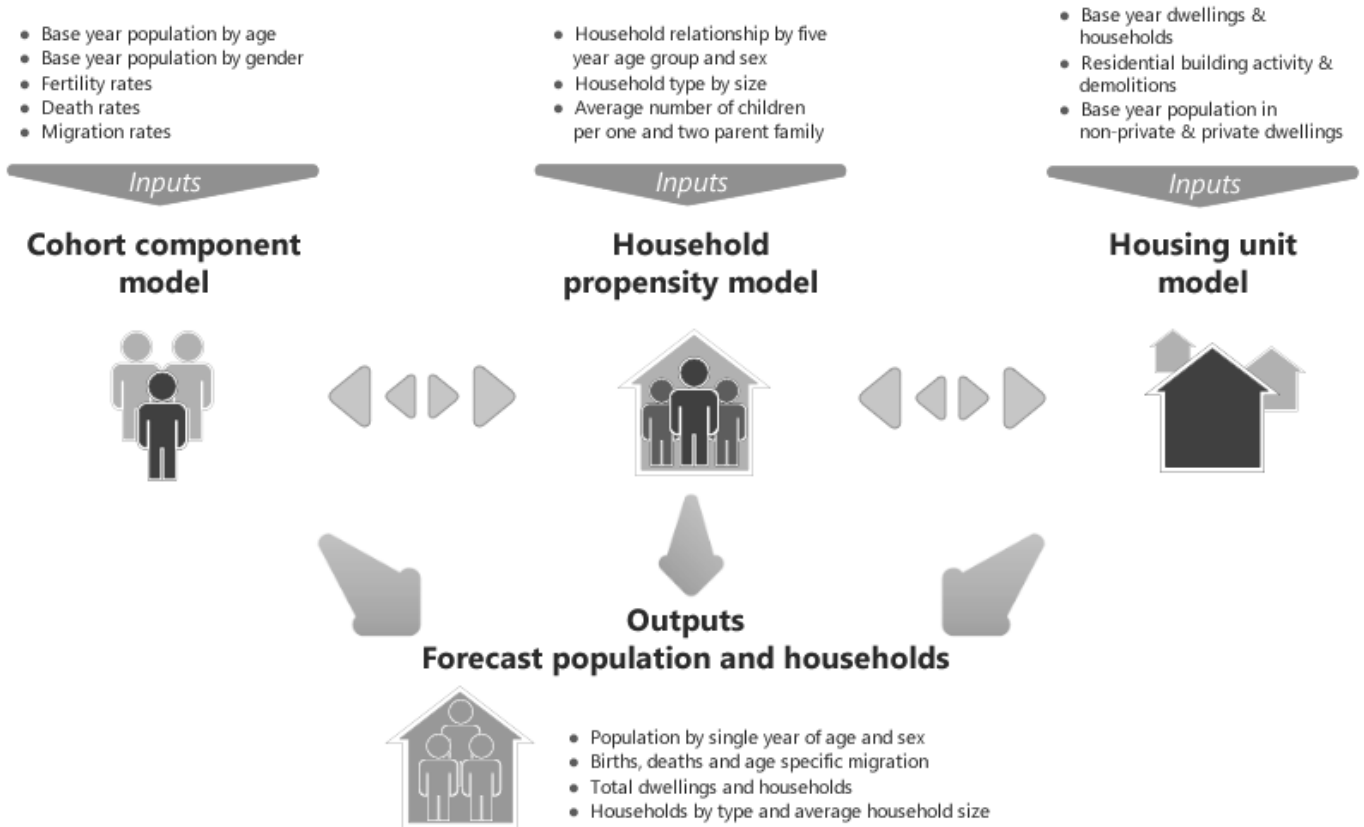 • Base year population by age
• Base year population by gender
• Fertility rates
• Death rates
• Migration rates
Inputs
Cohort component
model
• Household relationship by five
year age group and sex
• Household type by size
• Average number of children
per one and two parent family
Inputs
Household
propensity model
• Base year dwellings &
households
• Residential building activity &
demolitions
• Base year population in
non-private & private dwellings
Inputs
Housing unit
model
Outputs
Forecast population and households
• Population by single year of age and sex
• Births, deaths and age specific migration
• Total dwellings and households
• Households by type and average household size